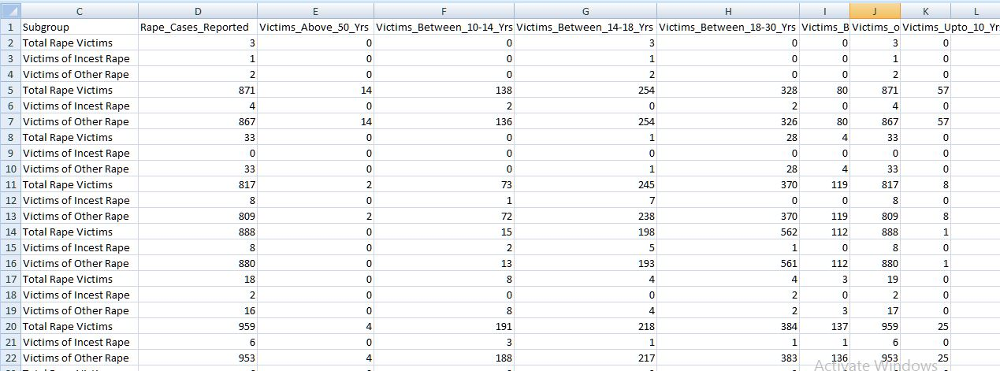 C D E F G H I J K L
1 Subgroup Rape_Cases_Reported Victims_Above_50_Yrs Victims_Between_10-14_Yrs Victims_Between_14-18_Yrs Victims_Between_18-30_Yrs Victims_B Victims_o Victims_Upto_10_Yr
2 Total Rape Victims 3 0 0 3 0 0 3 0
3 Victims of Incest Rape 1 0 0 1 0 0 1 0
4 Victims of Other Rape 2 0 0 2 0 0 2 0
5 Total Rape Victims 871 14 138 254 328 80 871 57
6 Victims of Incest Rape 4 0 2 0 2 0 4 0
7 Victims of Other Rape 867 14 136 254 326 80 867 57
8 Total Rape Victims 33 0 0 1 28 4 33 0
9 Victims of Incest Rape 0 0 0 0 0 0 0 0
10 Victims of Other Rape 33 0 0 1 28 4 33 0
11 Total Rape Victims 817 2 73 245 370 119 817 8
12 Victims of Incest Rape 8 0 1 7 0 0 8 0
13 Victims of Other Rape 809 2 72 238 370 119 809 8
14 Total Rape Victims 888 0 15 198 562 112 888 1
15 Victims of Incest Rape 8 0 2 5 1 0 8 0
16 Victims of Other Rape 880 0 13 193 561 112 880 1
17 Total Rape Victims 18 0 8 4 4 3 19 0
18 Victims of Incest Rape 2 0 0 0 2 0 2 0
19 Victims of Other Rape 16 0 8 4 2 3 17 0
20 Total Rape Victims 959 4 191 218 384 137 959 25
21 Victims of Incest Rape 6 0 3 1 1 1 6 0
22 Victims of Other Rape 953 4 188 217 383 136 953 25
Activate Windows